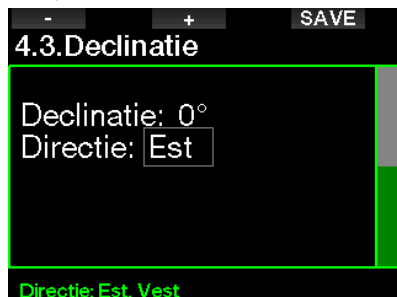 - + SAVE
4.3.Declinatie
Declinatie: 0°
Directie: Est
Directie: Est, Vest